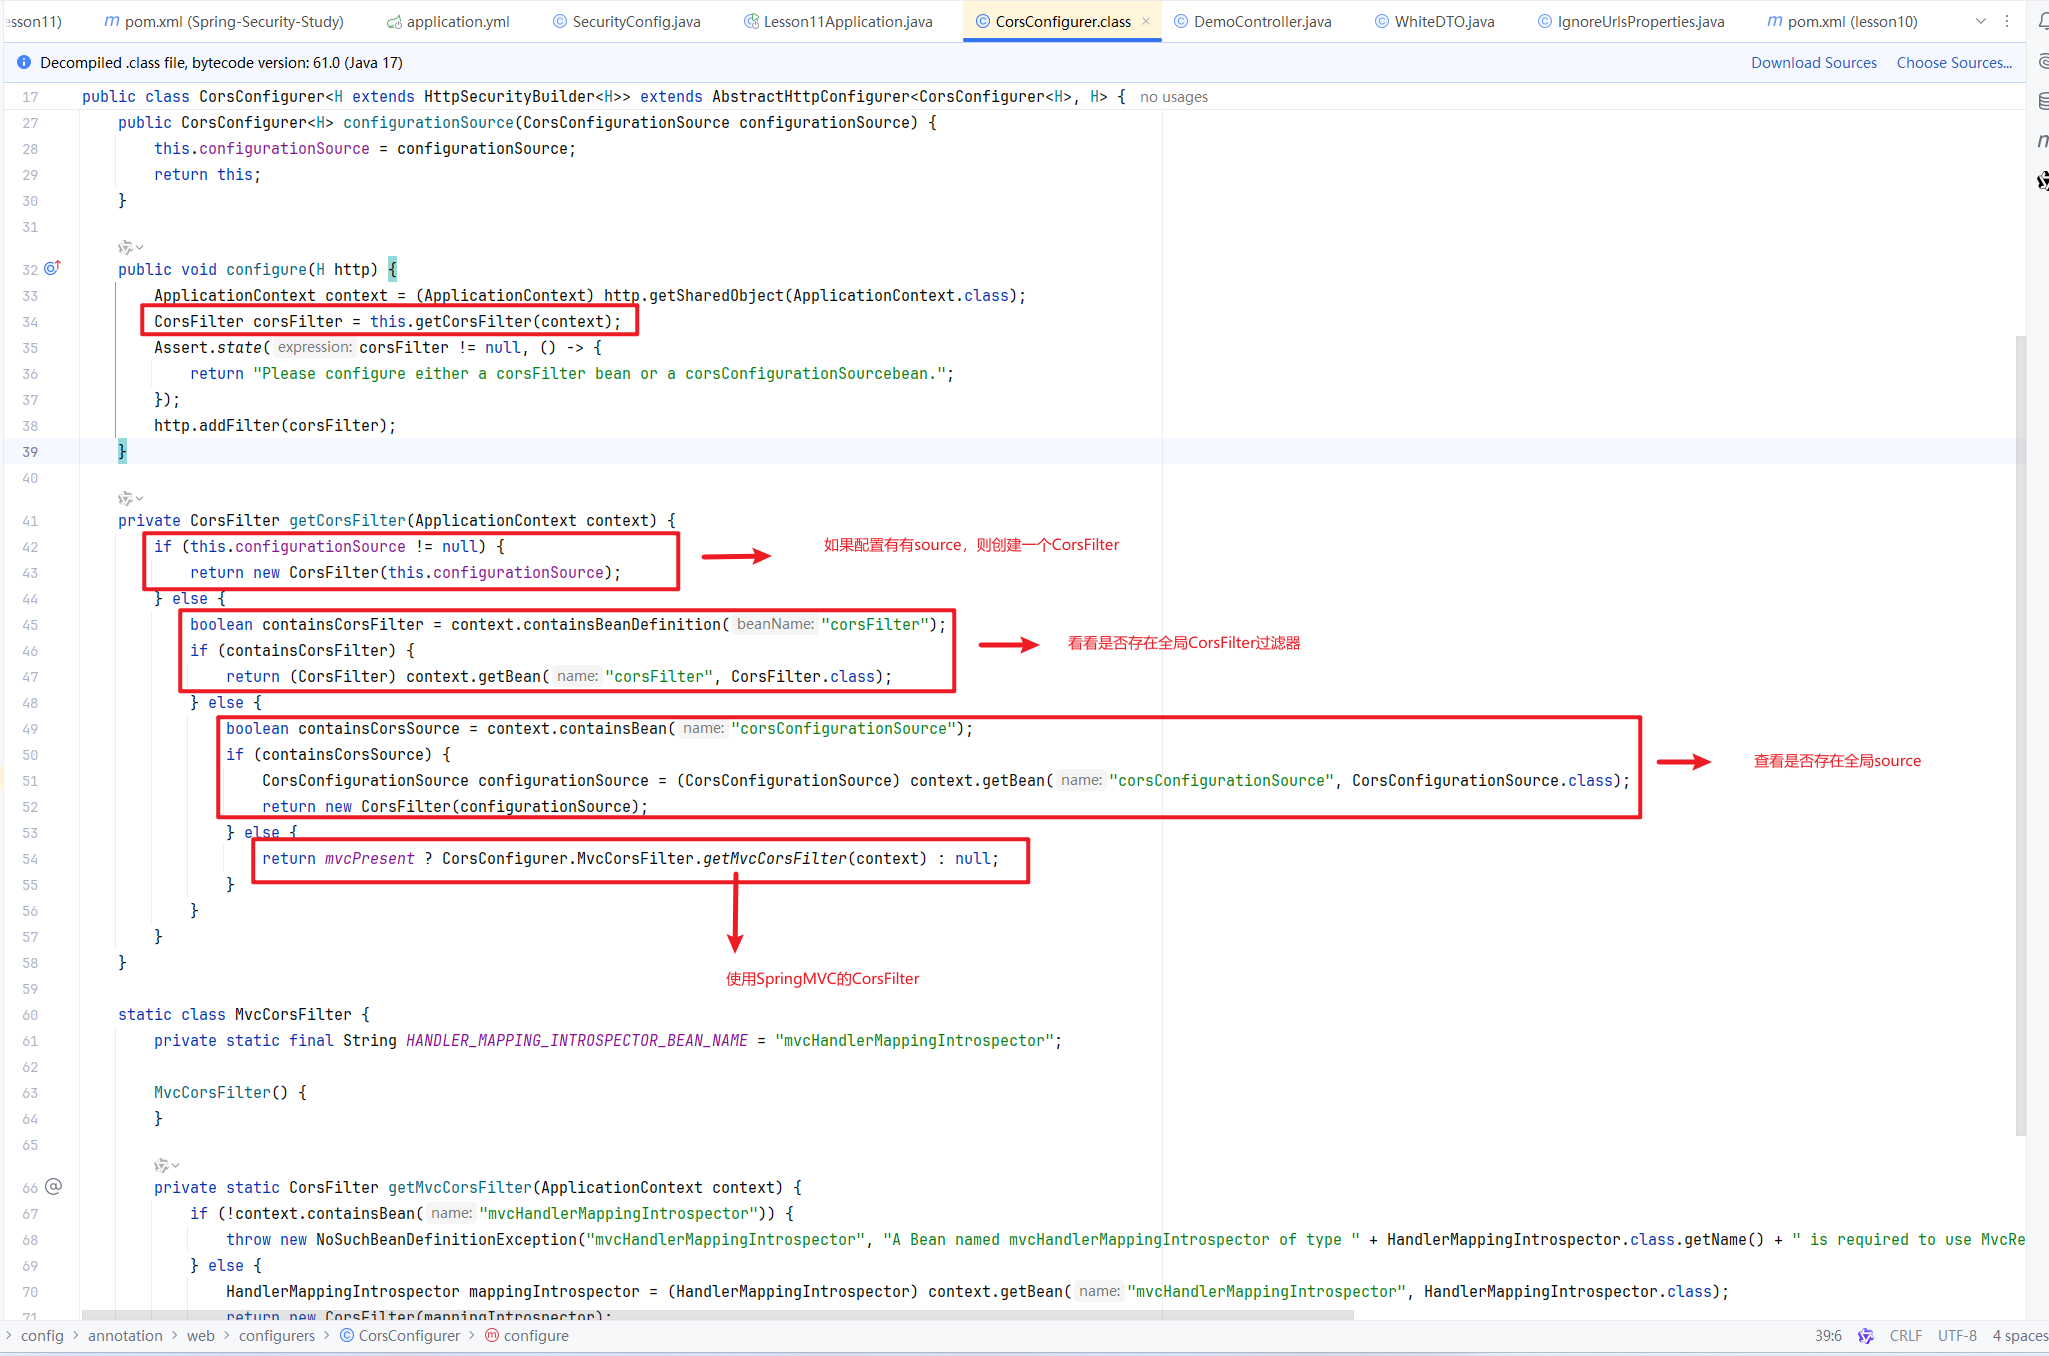 esson11)
pom.xml (Spring-Security-Study)
application.yml
SecurityConfig.java
Lesson11Application.java
CorsConfigurer.class
DemoController.java
WhiteDTO.java
IgnoreUrlsProperties.java
pom.xml (lesson10)
Decompiled .class file, bytecode version: 61.0 (Java 17)
Download Sources
Choose Sources...
17 public class CorsConfigurer<H extends HttpSecurityBuilder<H>> extends AbstractHttpConfigurer<CorsConfigurer<H>, H> { no usages
27 public CorsConfigurer<H> configurationSource(CorsConfigurationSource configurationSource) {
28 this.configurationSource = configurationSource;
29 return this;
30 }
31
32 public void configure(H http) {
33 ApplicationContext context = (ApplicationContext) http.getSharedObject(ApplicationContext.class);
34 CorsFilter corsFilter = this.getCorsFilter(context);
35 Assert.state( expression: corsFilter != null, () -> {
36 return "Please configure either a corsFilter bean or a corsConfigurationSourcebean.";
37 });
38 http.addFilter(corsFilter);
39 }
40
41 private CorsFilter getCorsFilter(ApplicationContext context) {
42 if (this.configurationSource != null) {
如果配置有有source，则创建一个CorsFilter
43 return new CorsFilter(this.configurationSource);
44 } else {
45 boolean containsCorsFilter = context.containsBeanDefinition( beanName: "corsFilter");
46 if (containsCorsFilter) {
看看是否存在全局CorsFilter过滤器
47 return (CorsFilter) context.getBean( name: "corsFilter", CorsFilter.class);
48 } else {
49 boolean containsCorsSource = context.containsBean( name: "corsConfigurationSource");
50 if (containsCorsSource) {
查看是否存在全局source
51 CorsConfigurationSource configurationSource = (CorsConfigurationSource) context.getBean( name: "corsConfigurationSource", CorsConfigurationSource.class);
52 return new CorsFilter(configurationSource);
53 } else {
54 return mvcPresent ? CorsConfigurer.MvcCorsFilter.getMvcCorsFilter(context) : null;
55 }
56 }
57 }
58 }
使用SpringMVC的CorsFilter
59
60 static class MvcCorsFilter {
61 private static final String HANDLER_MAPPING_INTROSPECTOR_BEAN_NAME = "mvcHandlerMappingIntrospector";
62
63 MvcCorsFilter() {
64 }
65
66 @ private static CorsFilter getMvcCorsFilter(ApplicationContext context) {
67 if (!context.containsBean( name: "mvcHandlerMappingIntrospector")) {
68 throw new NoSuchBeanDefinitionException("mvcHandlerMappingIntrospector", "A Bean named mvcHandlerMappingIntrospector of type " + HandlerMappingIntrospector.class.getName() + " is required to use MvcRe
69 } else {
70 HandlerMappingIntrospector mappingIntrospector = (HandlerMappingIntrospector) context.getBean( name: "mvcHandlerMappingIntrospector", HandlerMappingIntrospector.class);
71 return new CorsFilter(mappingIntrospector);
config > annotation > web > configurers > CorsConfigurer > configure
39:6 CRLF UTF-8 4 spaces